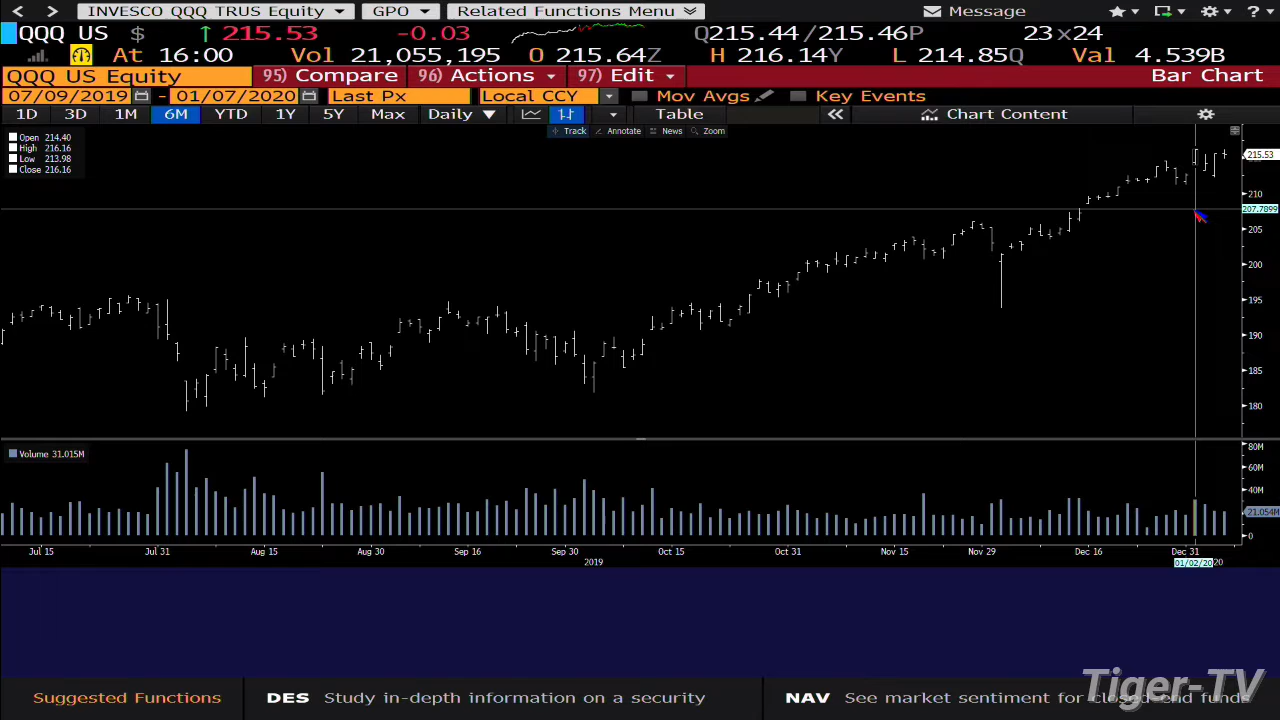 INVESCO QQQ TRUS Equity GPO Related Functions Menu Message ?
QQQ US $ ↑ 215.53 -0.03 Q215.44/215.46P 23x24
At 16:00 Vol 21,055,195 O 215.64Z H 216.14Y L 214.85Q Val 4.539B
QQQ US Equity 95) Compare 96) Actions 97) Edit Bar Chart
07/09/2019 - 01/07/2020 Last Px Local CCY Mov Avgs Key Events
1D 3D 1M 6M YTD 1Y 5Y Max Daily ▼ Table « Chart Content
Track Annotate News Zoom
Open 214.40
High 216.16
Low 213.98
Close 216.16
215.53
210
207.7899
205
200
195
190
185
180
Volume 31.015M
80M
60M
40M
21.054M
0
Jul 15 Jul 31 Aug 15 Aug 30 Sep 16 Sep 30 Oct 15 Oct 31 Nov 15 Nov 29 Dec 16 Dec 31
2019 01/02/20 20
Suggested Functions DES Study in-depth information on a security NAV See market sentiment for closed-end funds
Tiger-TV